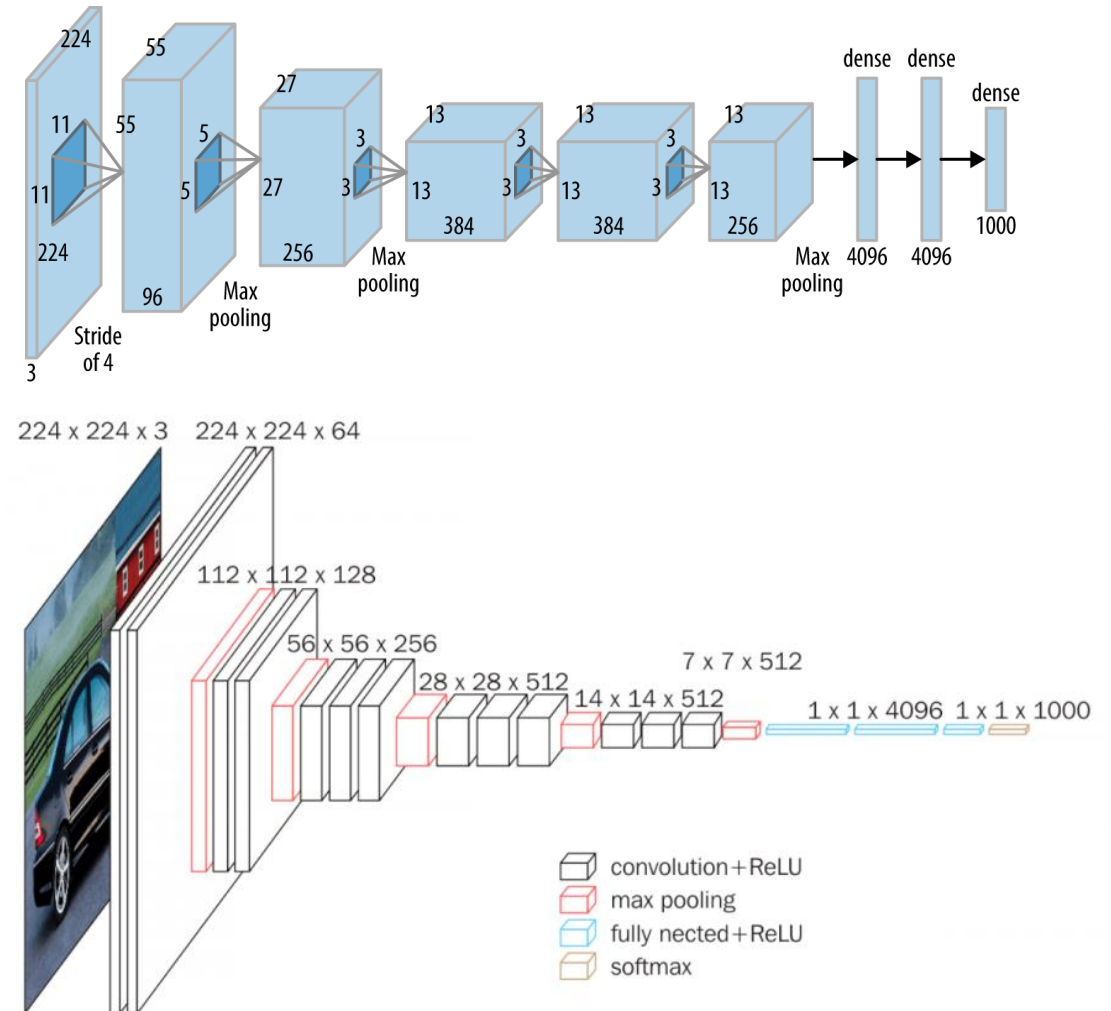 224
55
11
55
11
224
3
Stride
of 4
5
5
96
Max
pooling
27
27
3
3
256
Max
pooling
13
13
3
3
384
13
13
3
3
384
13
13
256
Max
pooling
dense
4096
dense
4096
dense
1000
224 x 224 x 3
224 x 224 x 64
112 x 112 x 128
56 x 56 x 256
28 x 28 x 512
14 x 14 x 512
7 x 7 x 512
1 x 1 x 4096
1 x 1 x 1000
convolution+ReLU
max pooling
fully nected+ReLU
softmax